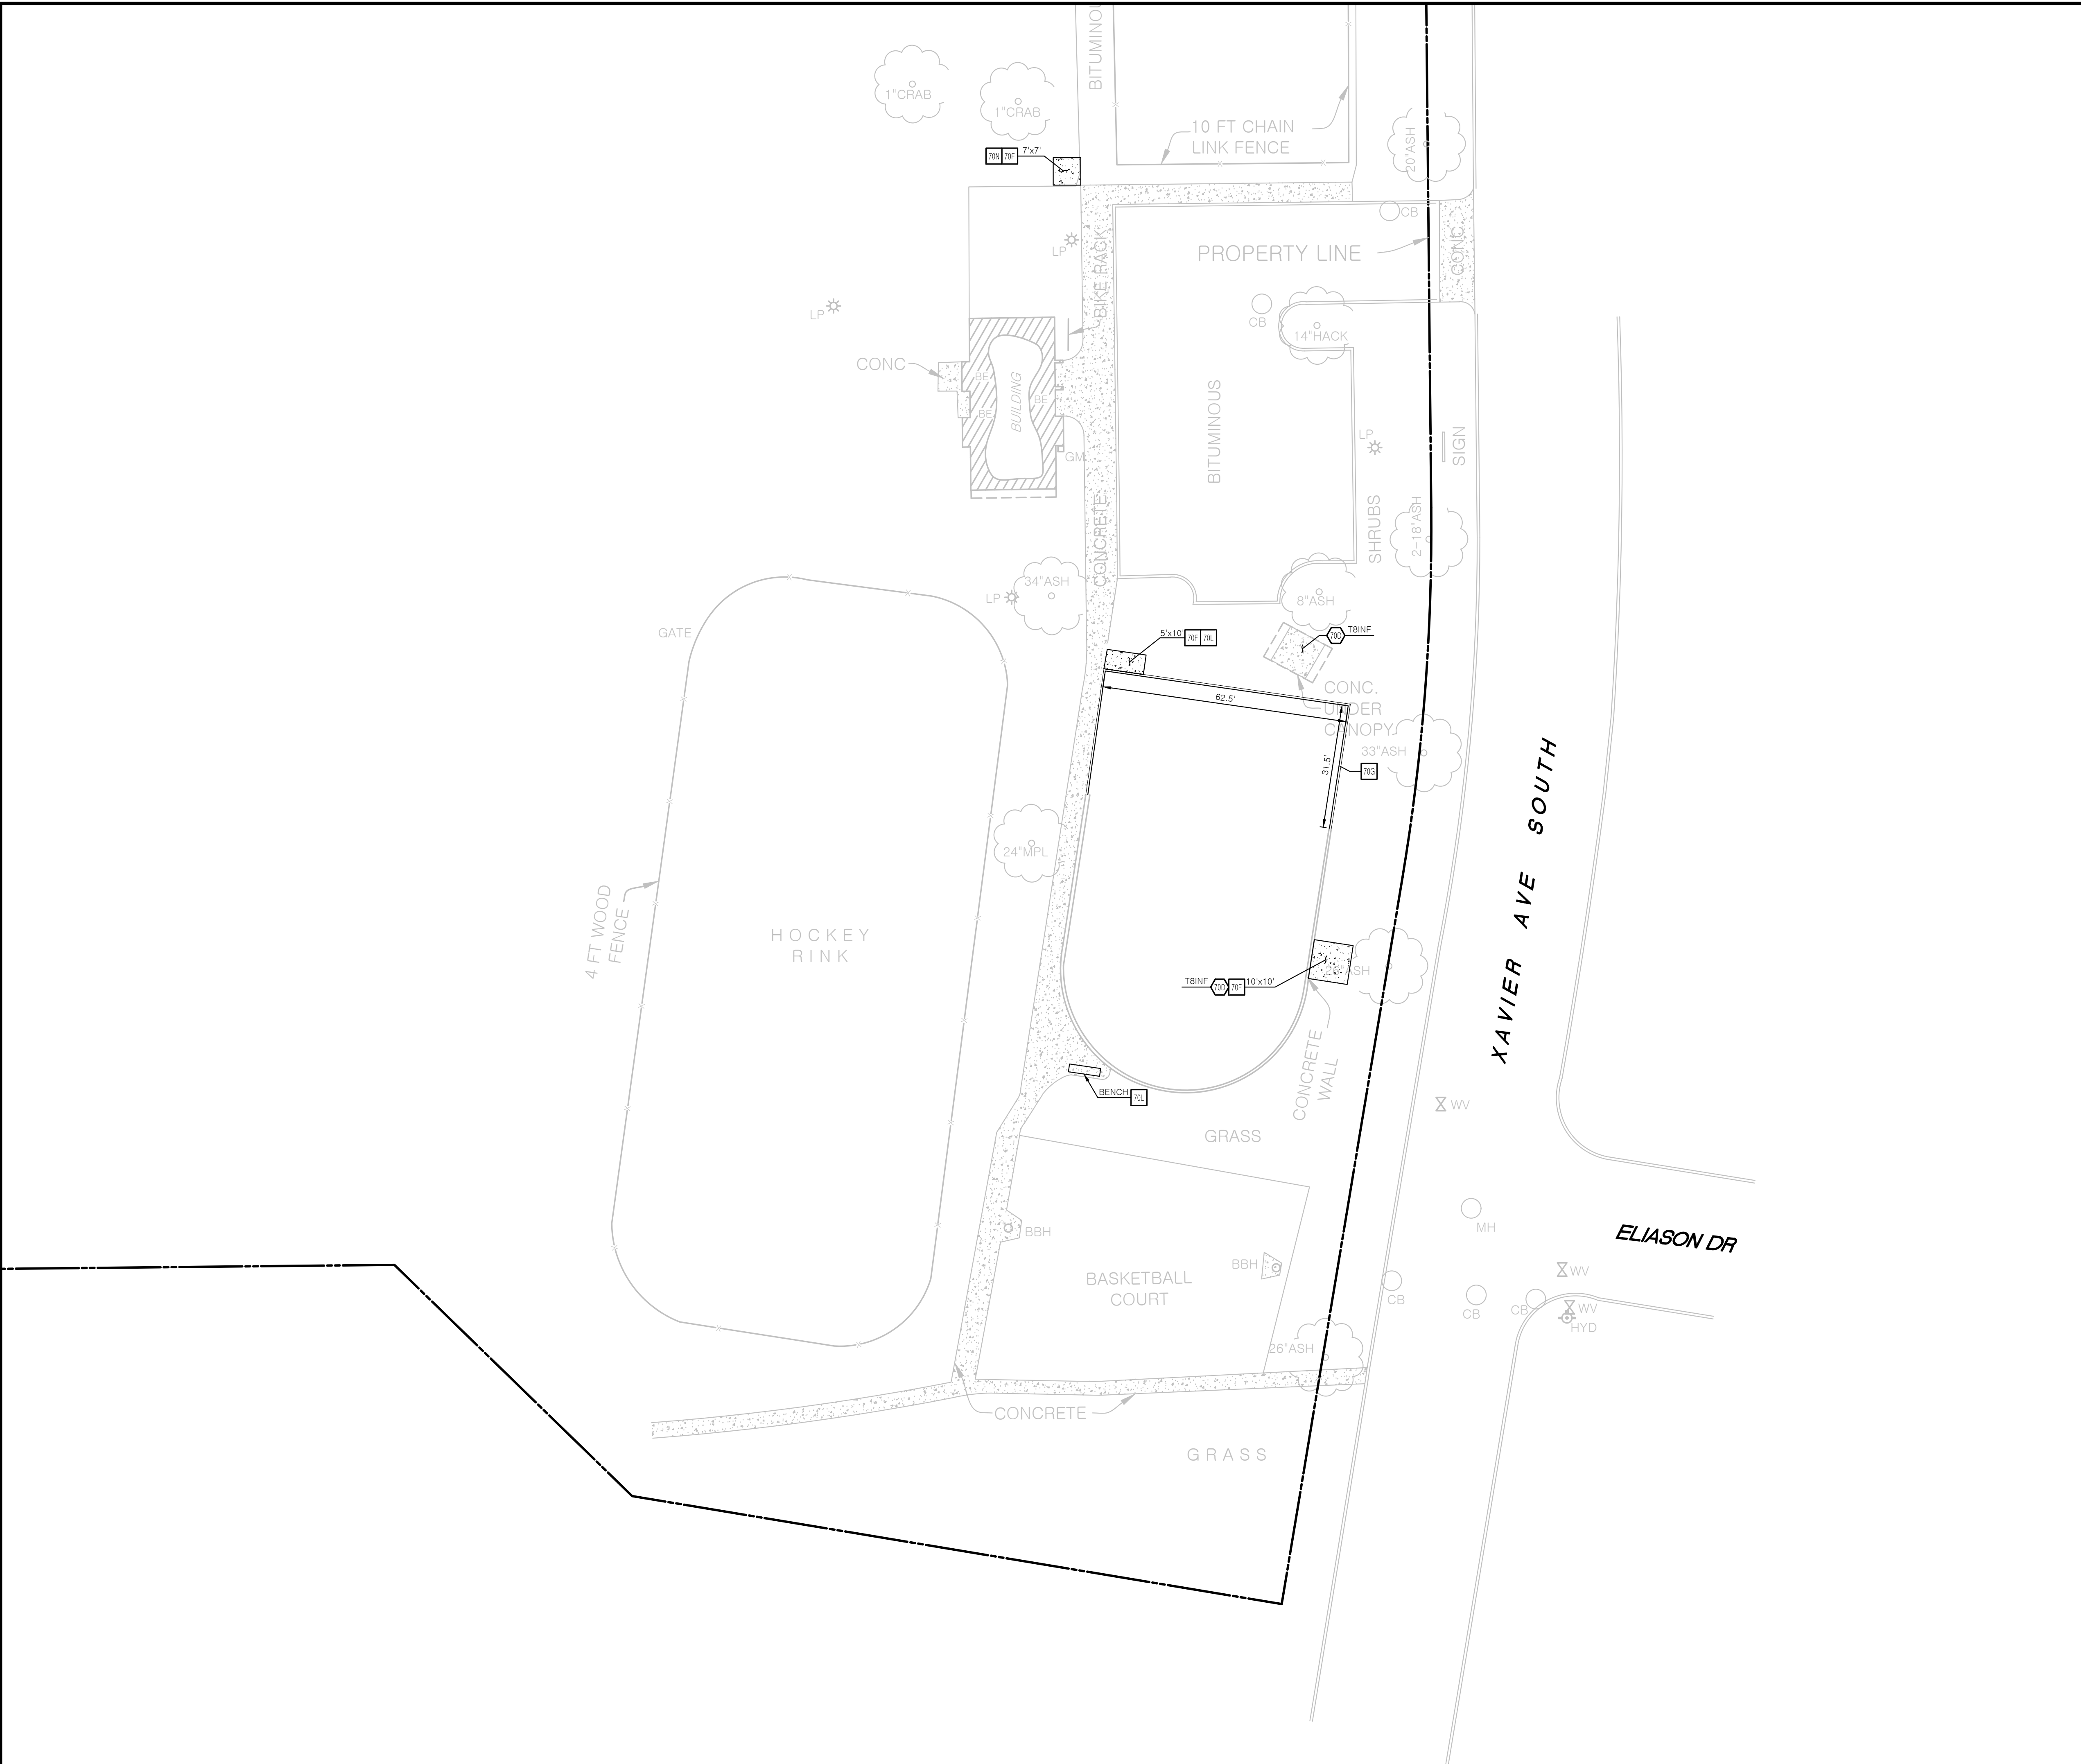 BITUMINOU
1"CRAB
1"CRAB
10 FT CHAIN
LINK FENCE
20"ASH
70N 70F 7'x7'
CB
LP
BIKE RACK
PROPERTY LINE
CONC
LP
CB
14"HACK
CONC
BE
BE
BE
BUILDING
GM
BITUMINOUS
LP
SIGN
CONCRETE
SHRUBS
2-18"ASH
34"ASH
LP
8"ASH
GATE
5'x10' 70F 70L
70D T8INF
62.5'
CONC.
UNDER
CANOPY
33"ASH
31.5'
70G
24"MPL
XAVIER AVE SOUTH
4 FT WOOD
FENCE
HOCKEY
RINK
ASH
T8INF 70D 70F 10'x10'
CONCRETE
WALL
BENCH 70L
WV
GRASS
MH
BBH
ELIASON DR
BBH
BASKETBALL
COURT
WV
CB
CB
CB
WV
HYD
26"ASH
CONCRETE
GRASS